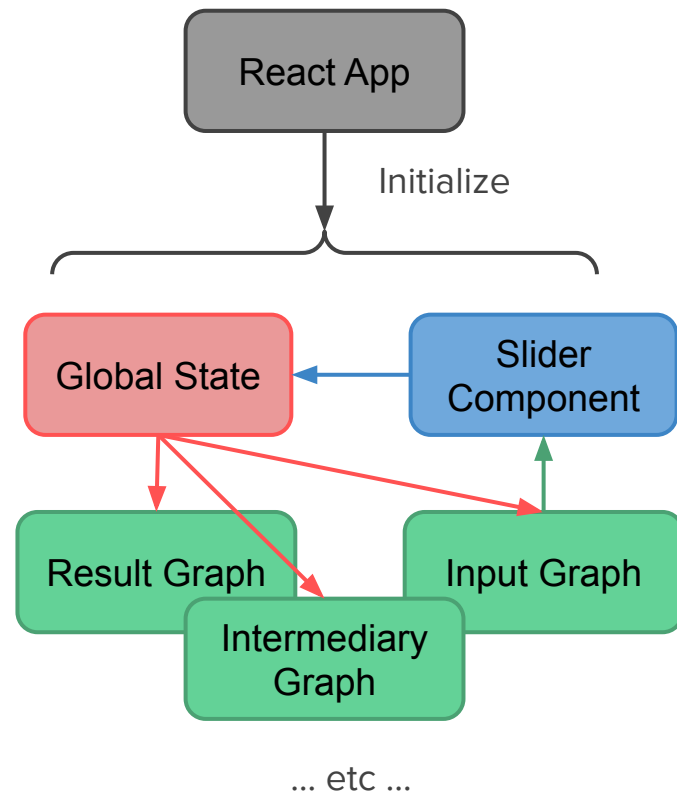 React App
Initialize
Global State
Slider
Component
Result Graph
Input Graph
Intermediary
Graph
... etc ...